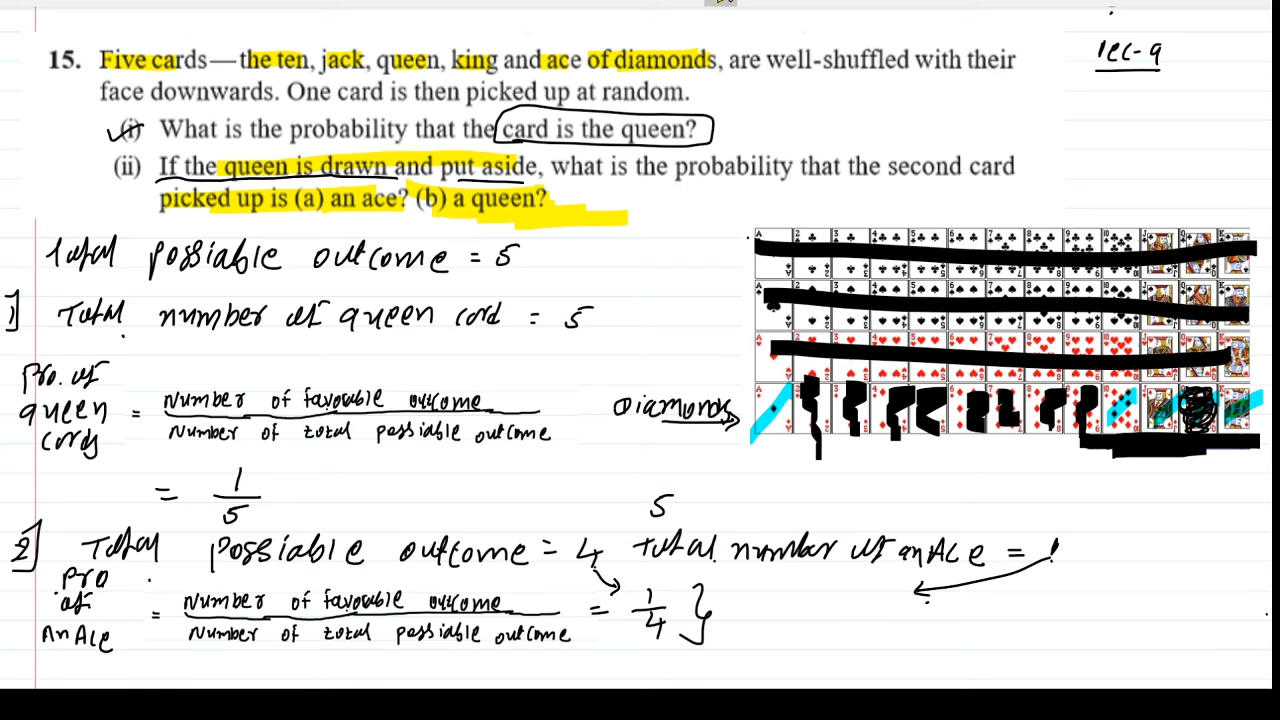 lec-9
15. Five cards—the ten, jack, queen, king and ace of diamonds, are well-shuffled with their
face downwards. One card is then picked up at random.
(i) What is the probability that the card is the queen?
(ii) If the queen is drawn and put aside, what is the probability that the second card
picked up is (a) an ace? (b) a queen?
total possiable outcome = 5
1] Total number of queen card = 5
Pro. of
queen
cards
= Number of favouble outcome
Number of total possiable outcome
Diamonds
= 1
5
5
2] Total possiable outcome = 4 Total number of an Ace = 1
Pro
of
An Ace
= Number of favouble outcome = 1
Number of total possiable outcome 4